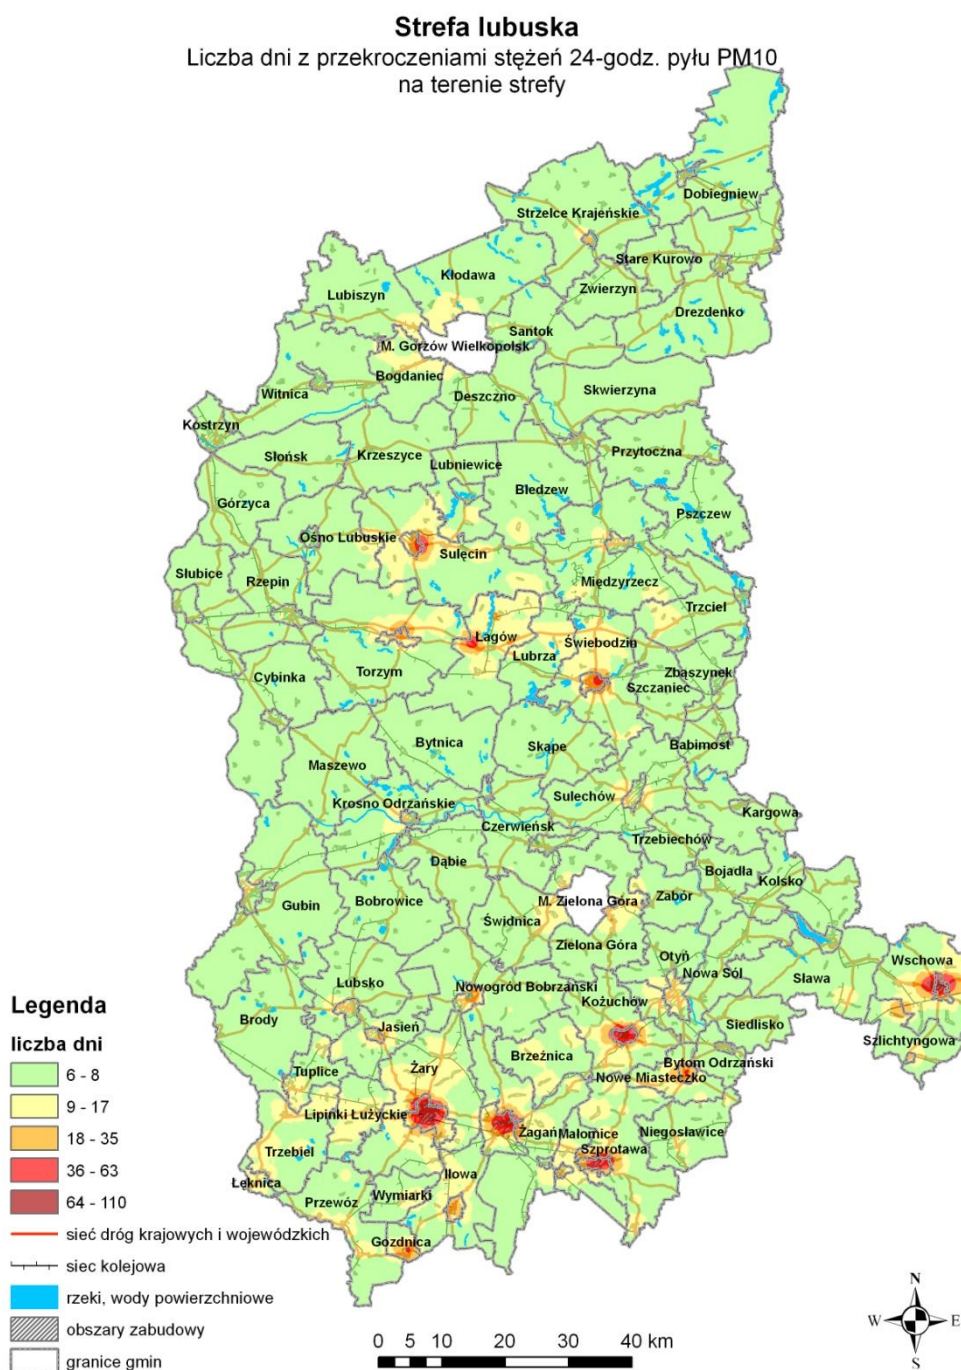 Strefa lubuska
Liczba dni z przekroczeniami stężeń 24-godz. pyłu PM10
na terenie strefy
Dobiegniew
Strzelce Krajeńskie
Stare Kurowo
Kłodawa
Zwierzyn
Lubiszyn
Drezdenko
Santok
M. Gorzów Wielkopolsk
Bogdaniec
Skwierzyna
Witnica
Deszczno
Kostrzyn
Słońsk
Krzeszyce
Lubniewice
Przytoczna
Bledzew
Górzyca
Pszczew
Ośno Lubuskie
Sulęcin
Słubice
Rzepin
Międzyrzecz
Trzciel
Łagów
Świebodzin
Lubrza
Cybinka
Torzym
Zbąszynek
Szczaniec
Bytnica
Skąpe
Babimost
Maszewo
Krosno Odrzańskie
Sulechów
Kargowa
Czerwieńsk
Trzebiechów
Dąbie
Bojadła
Kolsko
Gubin
Bobrowice
M. Zielona Góra
Zabór
Świdnica
Zielona Góra
Otyń
Wschowa
Nowa Sól
Sława
Lubsko
Nowogród Bobrzański
Kożuchów
Brody
Jasień
Siedlisko
Szlichtyngowa
Brzeźnica
Bytom Odrzański
Tuplice
Żary
Nowe Miasteczko
Lipinki Łużyckie
Żagań
Małomice
Niegosławice
Trzebiel
Szprotawa
Iłowa
Łęknica
Przewóz
Wymiarki
Gozdnica
Legenda
liczba dni
6 - 8
9 - 17
18 - 35
36 - 63
64 - 110
sieć dróg krajowych i wojewódzkich
siec kolejowa
rzeki, wody powierzchniowe
obszary zabudowy
granice gmin
0 5 10 20 30 40 km
N
W E
S